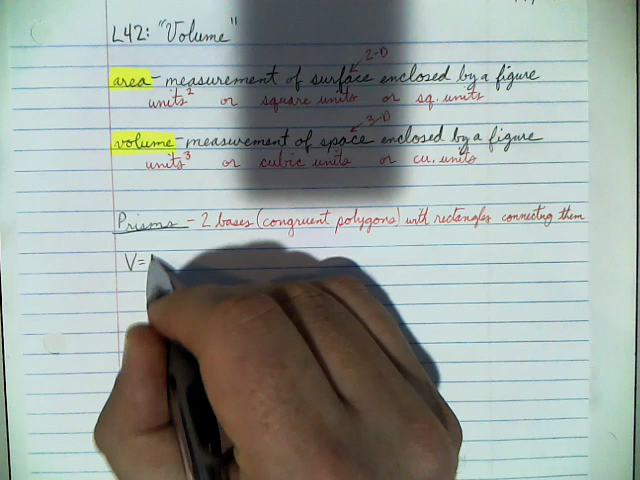 L42: "Volume"
2-D
area - measurement of surface enclosed by a figure
units² or square units or sq. units
3-D
volume - measurement of space enclosed by a figure
units³ or cubic units or cu. units
Prisms - 2 bases (congruent polygons) with rectangles connecting them
V=